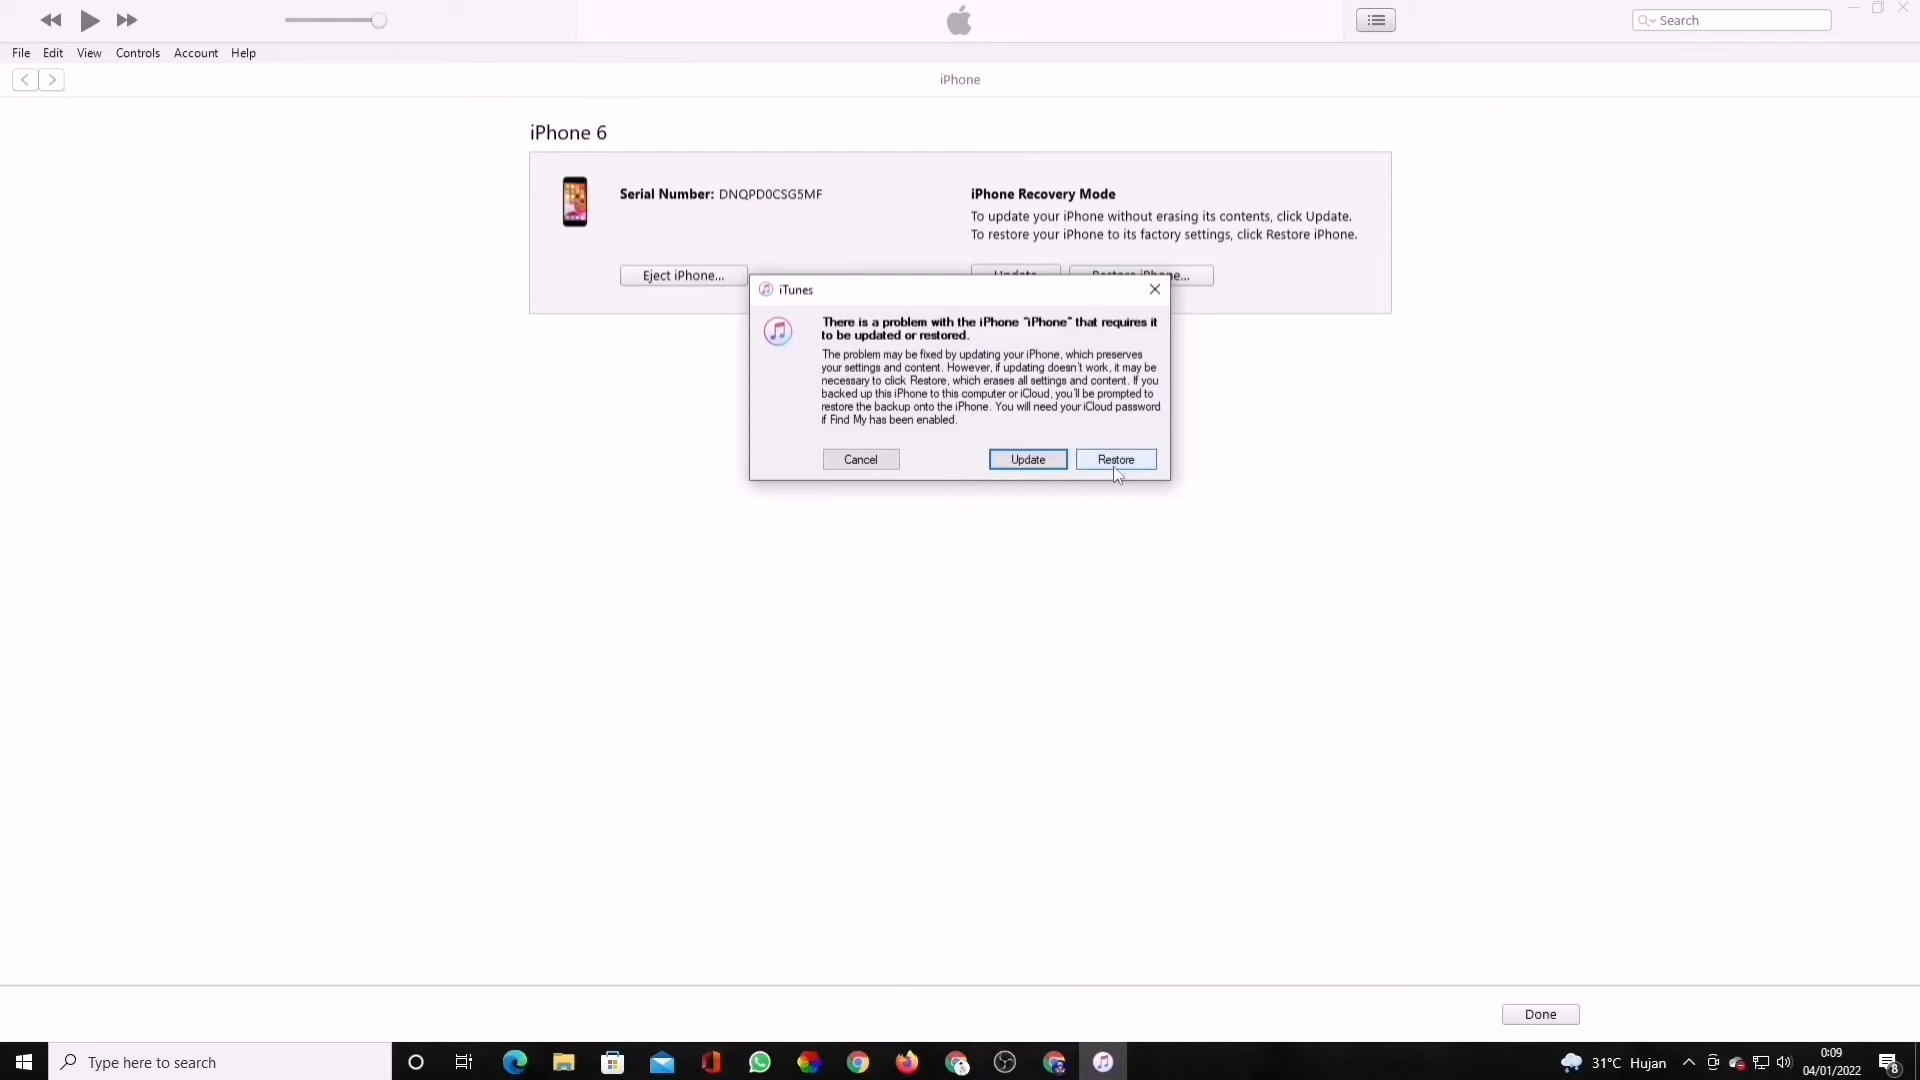 Search
File Edit View Controls Account Help
iPhone
iPhone 6
Serial Number: DNQPD0CSG5MF
iPhone Recovery Mode
To update your iPhone without erasing its contents, click Update.
To restore your iPhone to its factory settings, click Restore iPhone.
Eject iPhone... Update Restore iPhone...
iTunes
There is a problem with the iPhone "iPhone" that requires it
to be updated or restored.
The problem may be fixed by updating your iPhone, which preserves
your settings and content. However, if updating doesn't work, it may be
necessary to click Restore, which erases all settings and content. If you
backed up this iPhone to this computer or iCloud, you'll be prompted to
restore the backup onto the iPhone. You will need your iCloud password
if Find My has been enabled.
Cancel Update Restore
Done
Type here to search
31°C Hujan
0:09
04/01/2022
8